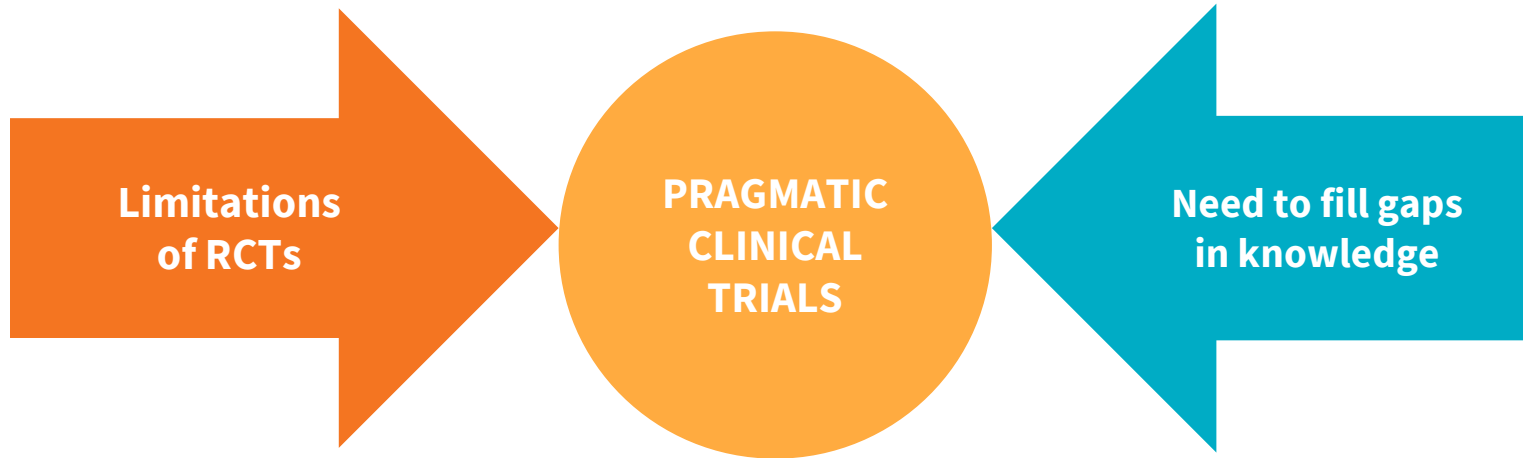 Limitations
of RCTs
PRAGMATIC
CLINICAL
TRIALS
Need to fill gaps
in knowledge